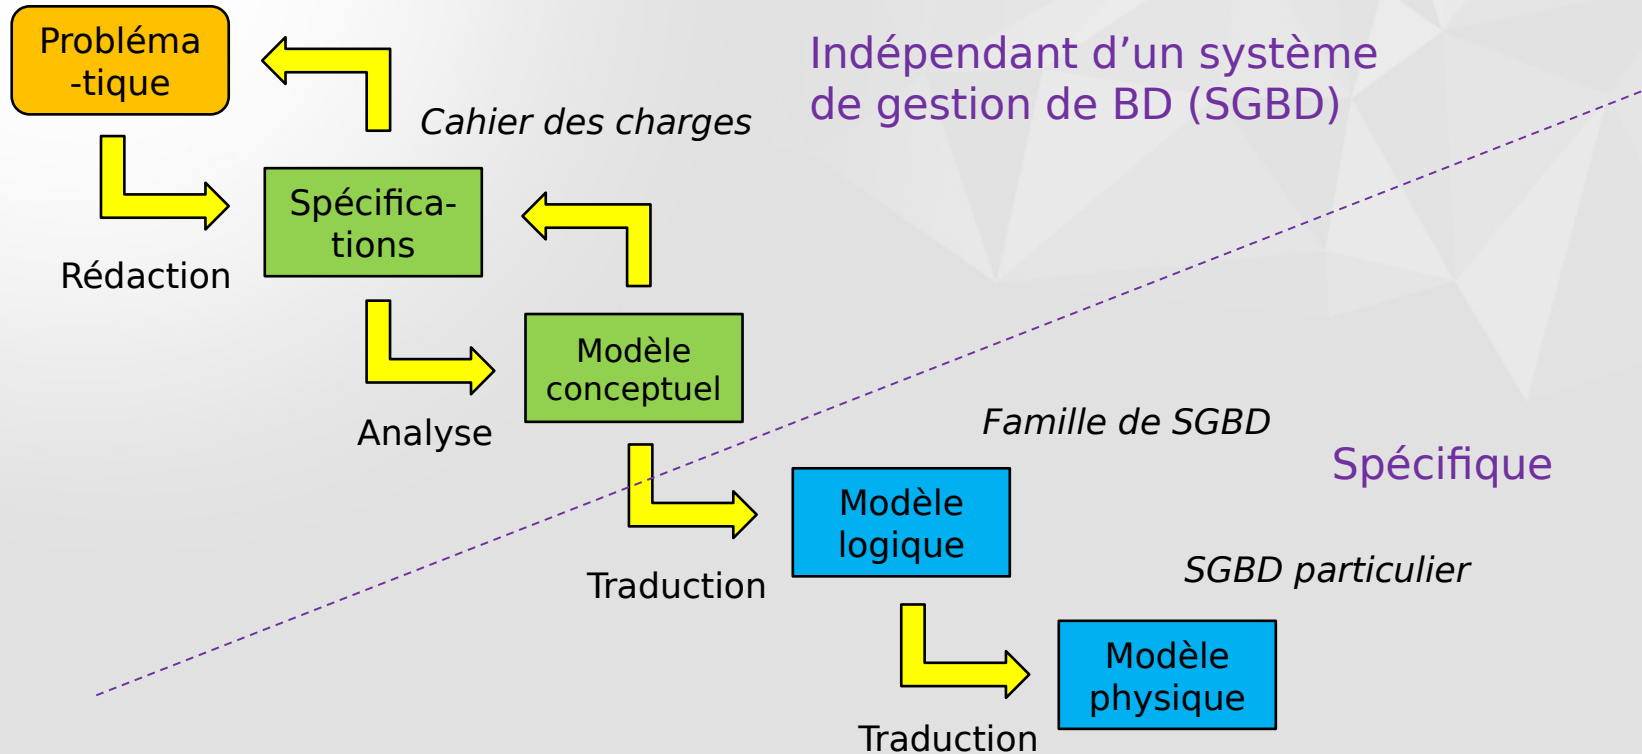 Probléma
-tique
Indépendant d’un système
de gestion de BD (SGBD)
Cahier des charges
Spécifica-
tions
Rédaction
Modèle
conceptuel
Analyse
Famille de SGBD
Spécifique
Modèle
logique
Traduction
SGBD particulier
Modèle
physique
Traduction